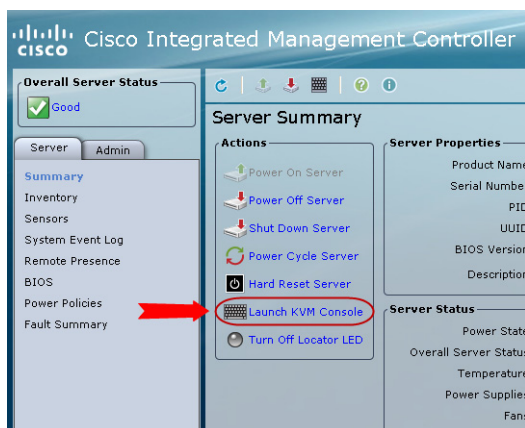 CISCO Cisco Integrated Management Controller
Overall Server Status
Good
Server Admin
Summary
Inventory
Sensors
System Event Log
Remote Presence
BIOS
Power Policies
Fault Summary
Server Summary
Actions
Power On Server
Power Off Server
Shut Down Server
Power Cycle Server
Hard Reset Server
Launch KVM Console
Turn Off Locator LED
Server Properties
Product Name
Serial Number
PID
UUID
BIOS Version
Description
Server Status
Power State
Overall Server Status
Temperature
Power Supplies
Fans